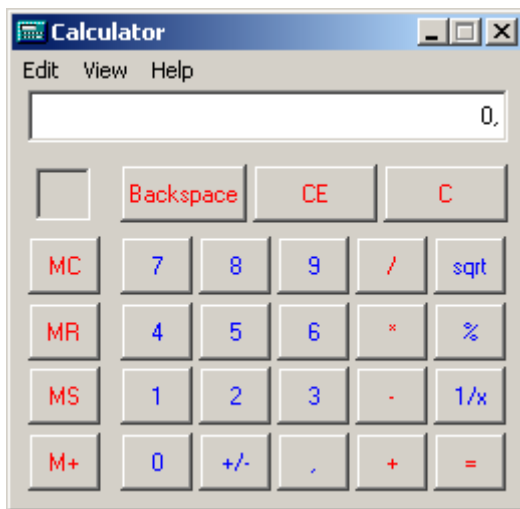 Calculator
Edit View Help
0,
Backspace CE C
MC 7 8 9 / sqrt
MR 4 5 6 * %
MS 1 2 3 - 1/x
M+ 0 +/- , + =